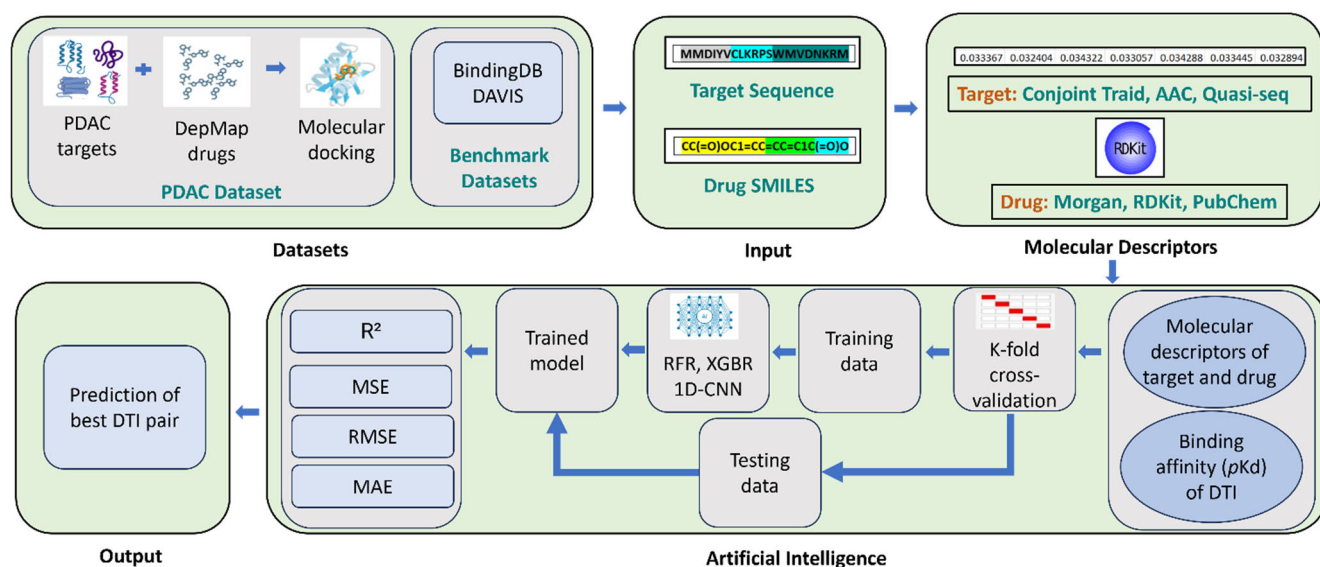 PDAC
targets
DepMap
drugs
Molecular
docking
PDAC Dataset
BindingDB
DAVIS
Benchmark
Datasets
Datasets
MMDIYVCLKRPSWMVDNKRM
Target Sequence
CC(=O)OC1=CC=CC=C1C(=O)O
Drug SMILES
Input
0.033367 0.032404 0.034322 0.033057 0.034288 0.033445 0.032894
Target: Conjoint Traid, AAC, Quasi-seq
RDKit
Drug: Morgan, RDKit, PubChem
Molecular Descriptors
Molecular
descriptors of
target and drug
Binding
affinity (pKd)
of DTI
K-fold
cross-
validation
Training
data
AI
RFR, XGBR
1D-CNN
Testing
data
Trained
model
R²
MSE
RMSE
MAE
Artificial Intelligence
Prediction of
best DTI pair
Output